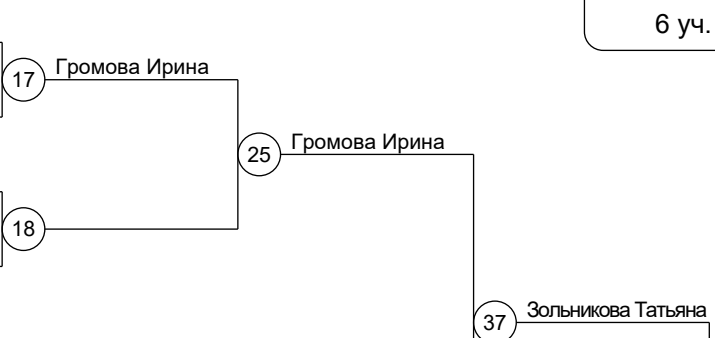 6 уч.
17 Громова Ирина
25 Громова Ирина
18
37 Зольникова Татьяна